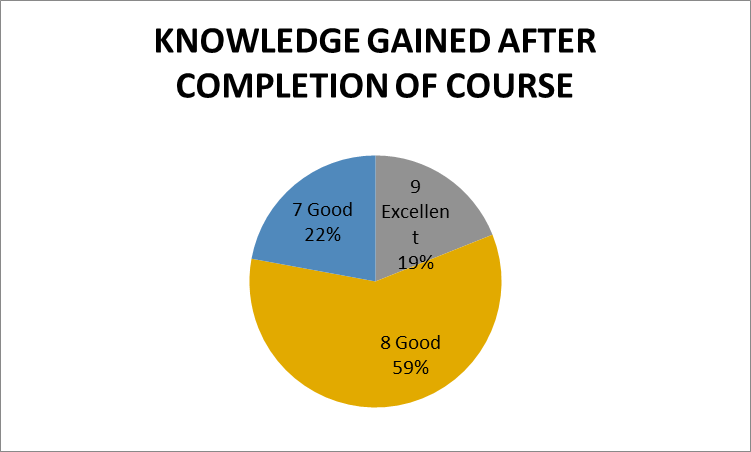 KNOWLEDGE GAINED AFTER
COMPLETION OF COURSE
7 Good
22%
9
Excellen
t
19%
8 Good
59%